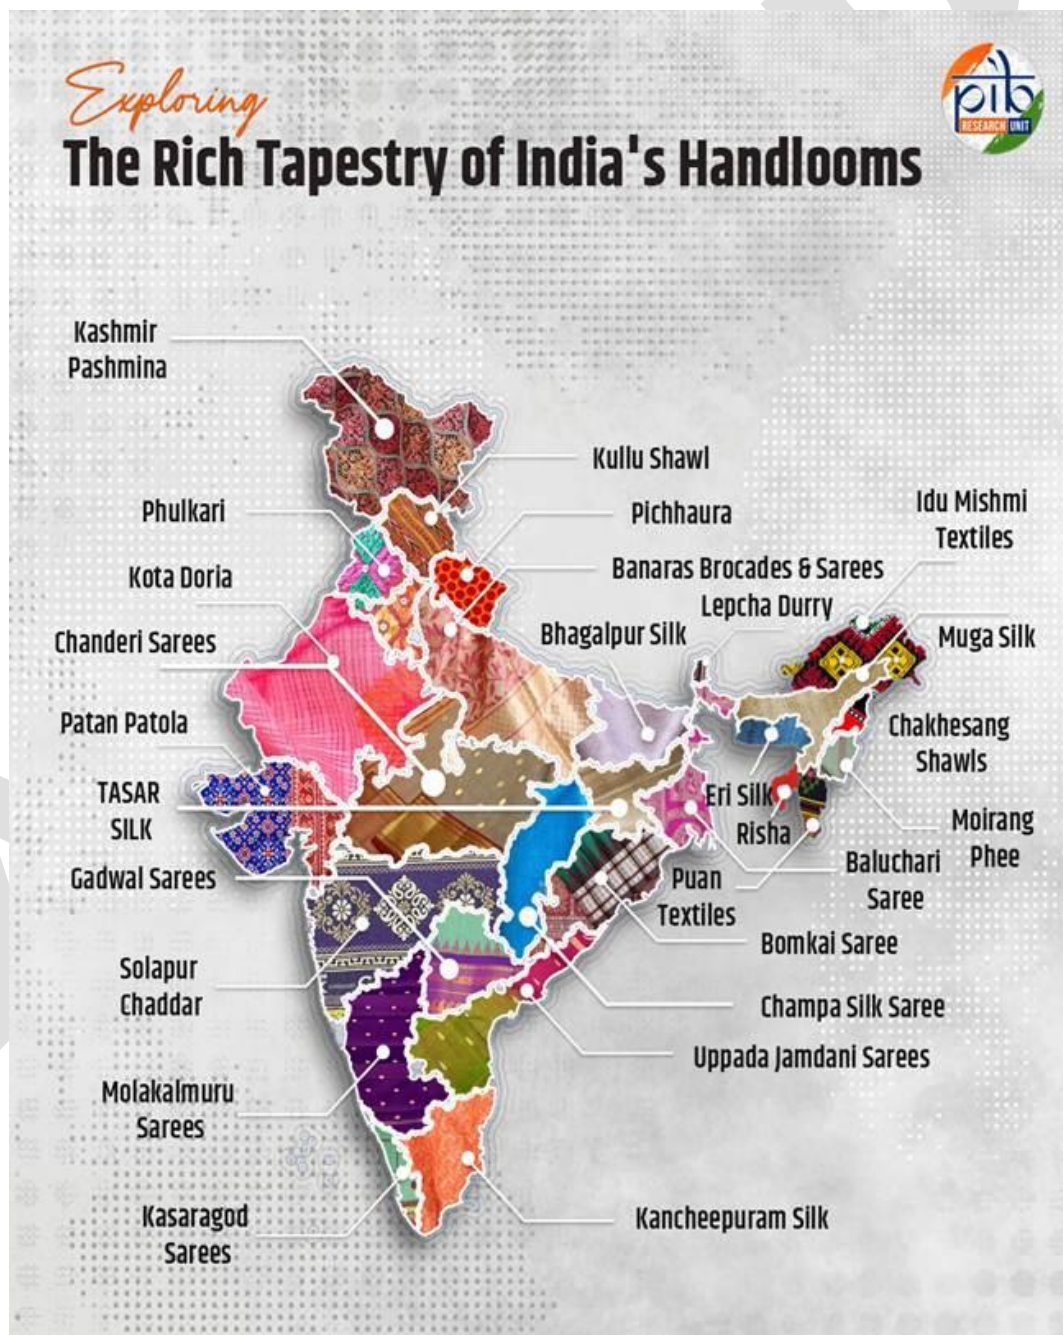 Exploring
The Rich Tapestry of India's Handlooms
pib
RESEARCH UNIT
Kashmir
Pashmina
Kullu Shawl
Phulkari
Pichhaura
Idu Mishmi
Textiles
Kota Doria
Banaras Brocades & Sarees
Lepcha Durry
Chanderi Sarees
Bhagalpur Silk
Muga Silk
Patan Patola
Chakhesang
Shawls
TASAR
SILK
Eri Silk
Risha
Moirang
Phee
Gadwal Sarees
Puan
Textiles
Baluchari
Saree
Bomkai Saree
Solapur
Chaddar
Champa Silk Saree
Uppada Jamdani Sarees
Molakalmuru
Sarees
Kasaragod
Sarees
Kancheepuram Silk